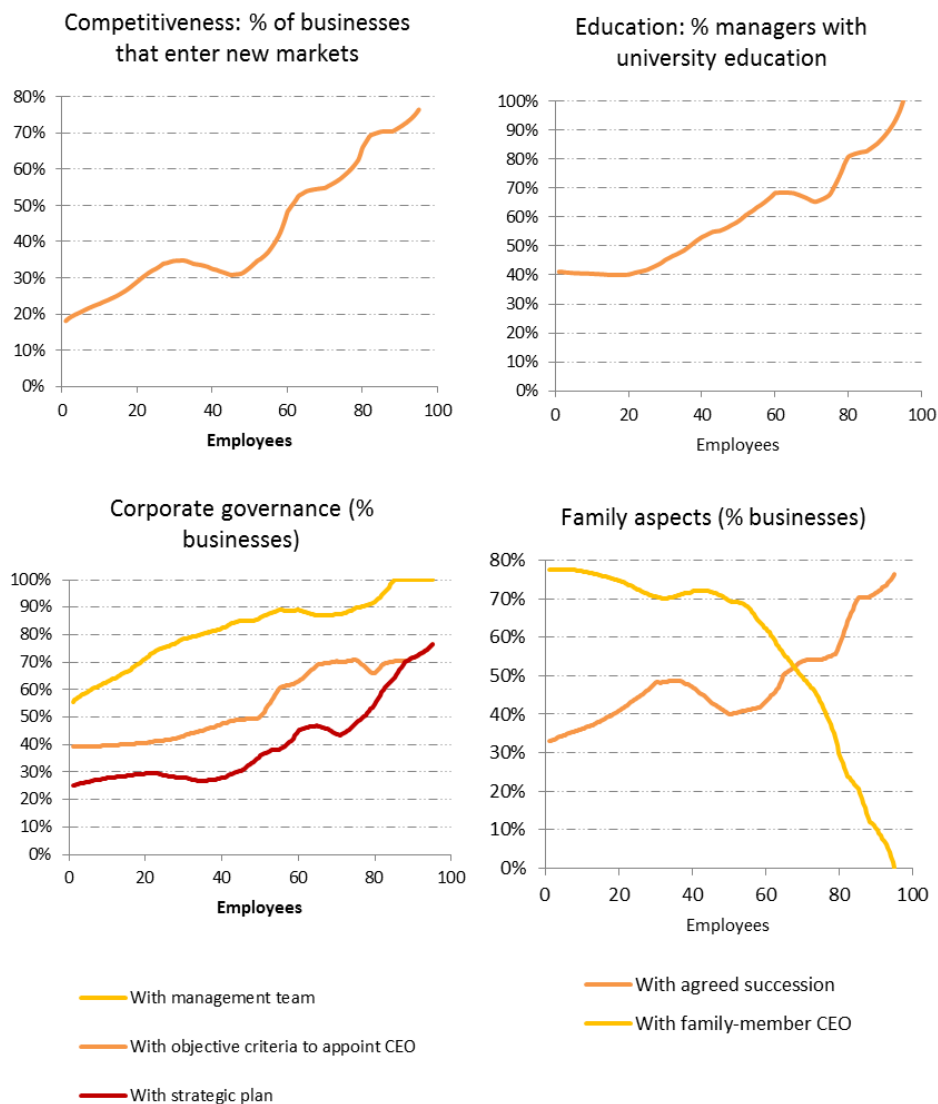 Competitiveness: % of businesses
that enter new markets
80%
70%
60%
50%
40%
30%
20%
10%
0%
0 20 40 60 80 100
Employees
Education: % managers with
university education
100%
90%
80%
70%
60%
50%
40%
30%
20%
10%
0%
0 20 40 60 80 100
Employees
Corporate governance (%
businesses)
100%
90%
80%
70%
60%
50%
40%
30%
20%
10%
0%
0 20 40 60 80 100
Employees
With management team
With objective criteria to appoint CEO
With strategic plan
Family aspects (% businesses)
80%
70%
60%
50%
40%
30%
20%
10%
0%
0 20 40 60 80 100
Employees
With agreed succession
With family-member CEO